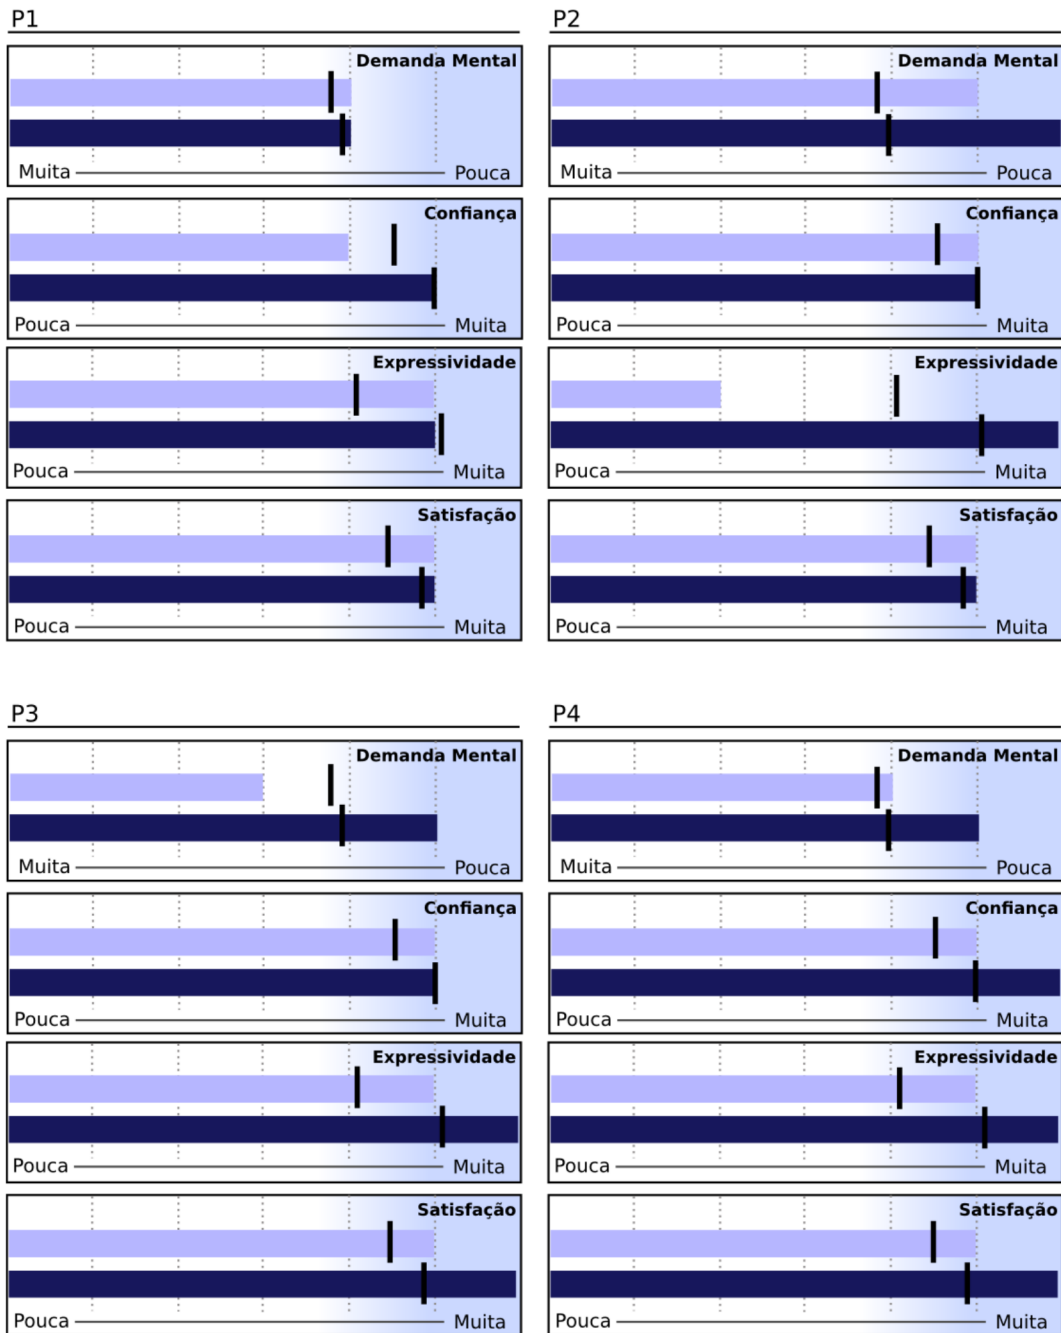 P1
Demanda Mental
Muita Pouca
Confiança
Pouca Muita
Expressividade
Pouca Muita
Satisfação
Pouca Muita
P2
Demanda Mental
Muita Pouca
Confiança
Pouca Muita
Expressividade
Pouca Muita
Satisfação
Pouca Muita
P3
Demanda Mental
Muita Pouca
Confiança
Pouca Muita
Expressividade
Pouca Muita
Satisfação
Pouca Muita
P4
Demanda Mental
Muita Pouca
Confiança
Pouca Muita
Expressividade
Pouca Muita
Satisfação
Pouca Muita